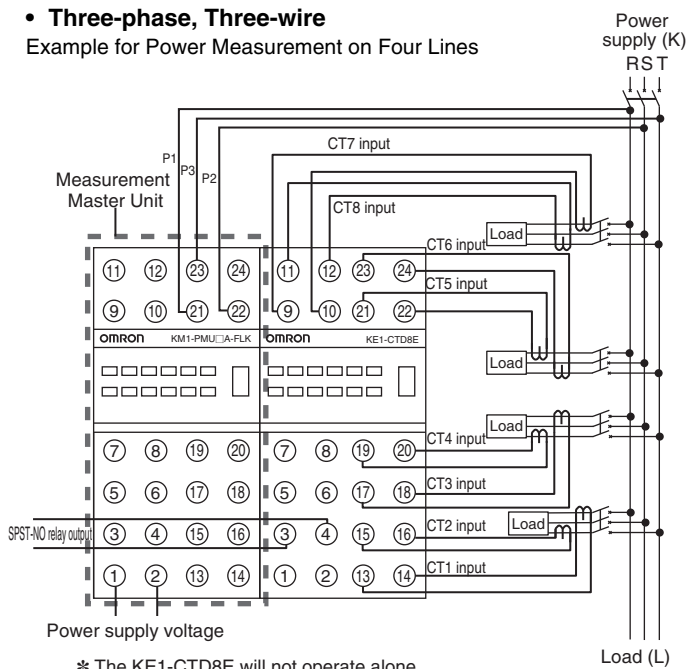 • Three-phase, Three-wire
Example for Power Measurement on Four Lines
Power
supply (K)
R S T
CT7 input
P1
P3
P2
Measurement
Master Unit
CT8 input
Load
CT6 input
⑪ ⑫ ㉓ ㉔ ⑪ ⑫ ㉓ ㉔
CT5 input
⑨ ⑩ ㉑ ㉒ ⑨ ⑩ ㉑ ㉒
OMRON KM1-PMU□A-FLK OMRON KE1-CTD8E
Load
Load
CT4 input
⑦ ⑧ ⑲ ⑳ ⑦ ⑧ ⑲ ⑳
CT3 input
⑤ ⑥ ⑰ ⑱ ⑤ ⑥ ⑰ ⑱
SPST-NO relay output
CT2 input
Load
③ ④ ⑮ ⑯ ③ ④ ⑮ ⑯
CT1 input
① ② ⑬ ⑭ ① ② ⑬ ⑭
Power supply voltage
Load (L)
* The KE1-CTD8E will not operate alone.